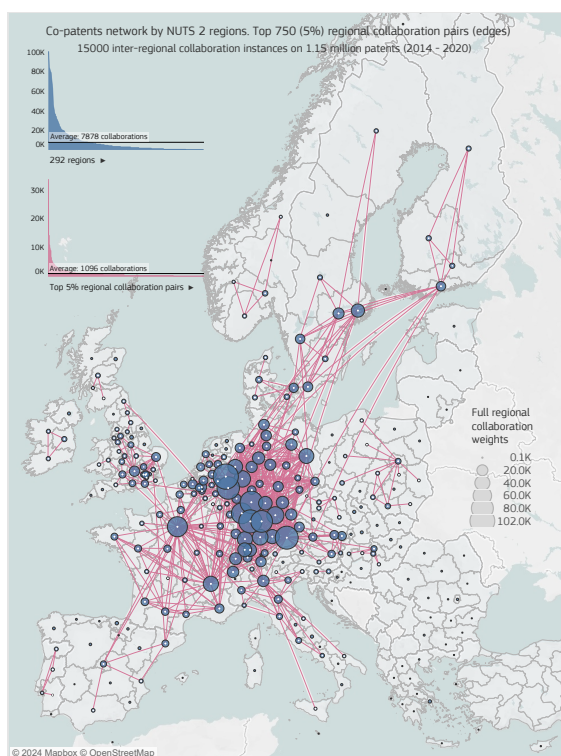 Co-patents network by NUTS 2 regions. Top 750 (5%) regional collaboration pairs (edges)
15000 inter-regional collaboration instances on 1.15 million patents (2014 - 2020)
100K
80K
60K
40K
20K
0K
Average: 7878 collaborations
292 regions ►
30K
20K
10K
0K
Average: 1096 collaborations
Top 5% regional collaboration pairs ►
Full regional
collaboration
weights
0.1K
20.0K
40.0K
60.0K
80.0K
102.0K
© 2024 Mapbox © OpenStreetMap